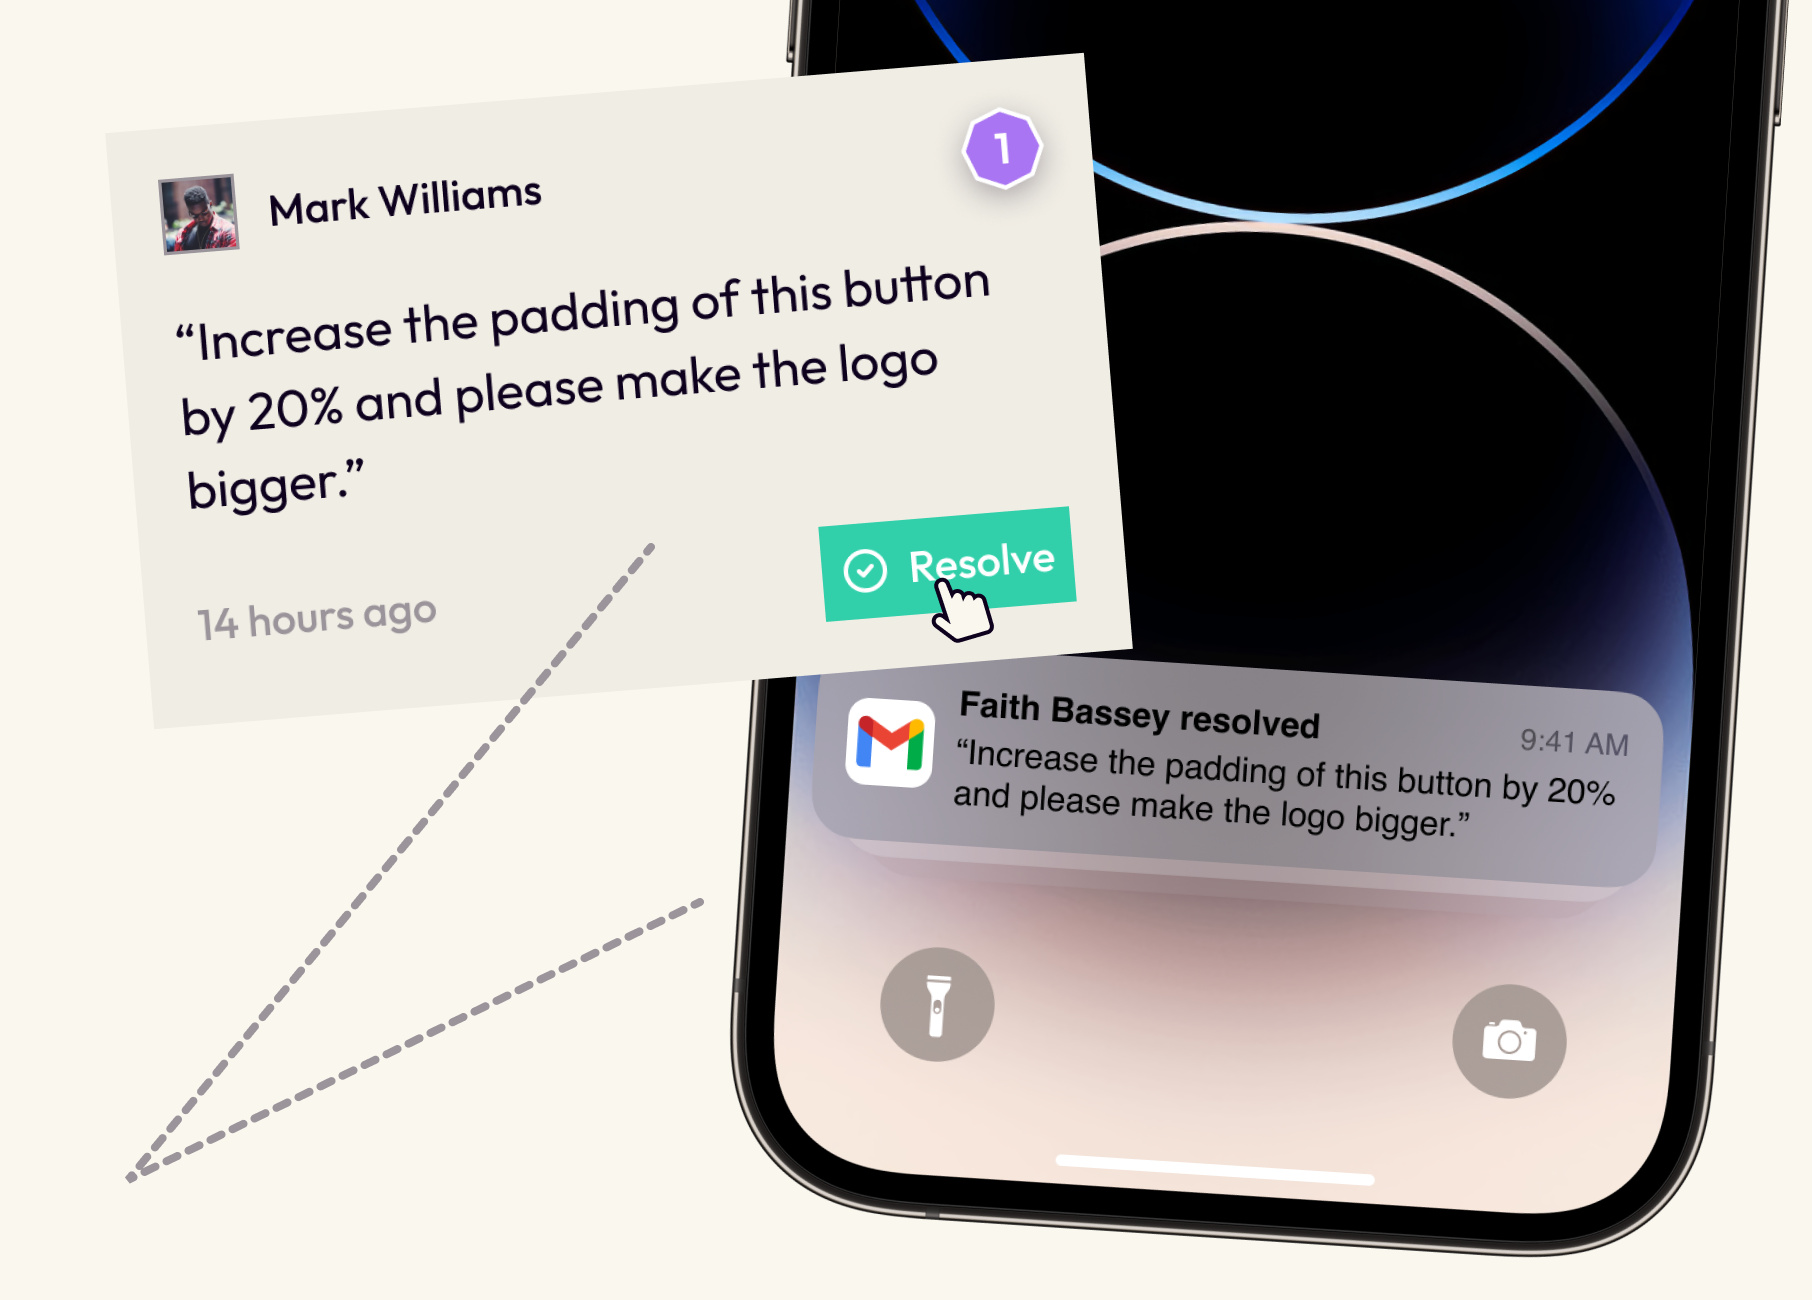 Mark Williams
1
“Increase the padding of this button
by 20% and please make the logo
bigger.”
14 hours ago
Resolve
Faith Bassey resolved
9:41 AM
“Increase the padding of this button by 20%
and please make the logo bigger.”